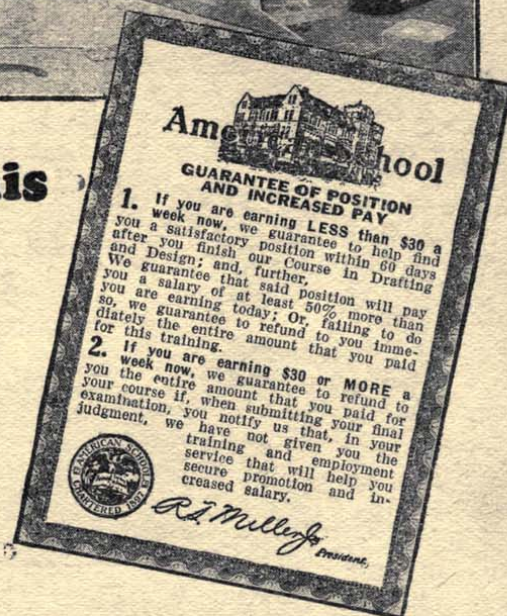 is
American School
GUARANTEE OF POSITION
AND INCREASED PAY
1. If you are earning LESS than $30 a
week now, we guarantee to help find
you a satisfactory position within 60 days
after you finish our Course in Drafting
and Design; and, further,
We guarantee that said position will pay
you a salary of at least 50% more than
you are earning today; Or, failing to do
so, we guarantee to refund to you imme-
diately the entire amount that you paid
for this training.
2. If you are earning $30 or MORE a
week now, we guarantee to refund to
you the entire amount that you paid for
your course if, when submitting your final
examination, you notify us that, in your
judgment, we have not given you the
training and employment
service that will help you
secure promotion and in-
creased salary.
AMERICAN SCHOOL
CHARTERED 1897
R T Miller Jr
President,